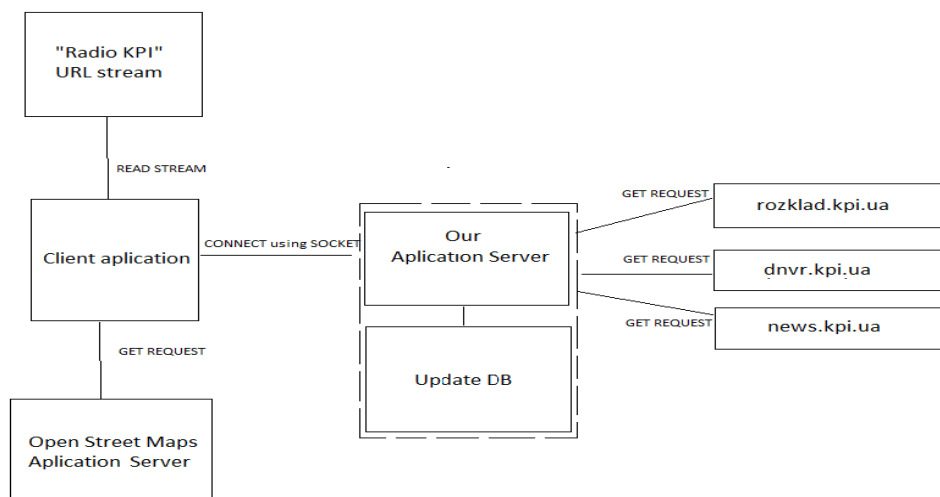 "Radio KPI"
URL stream
READ STREAM
Client aplication
CONNECT using SOCKET
GET REQUEST
Open Street Maps
Aplication Server
Our
Aplication Server
Update DB
GET REQUEST
rozklad.kpi.ua
GET REQUEST
dnvr.kpi.ua
GET REQUEST
news.kpi.ua